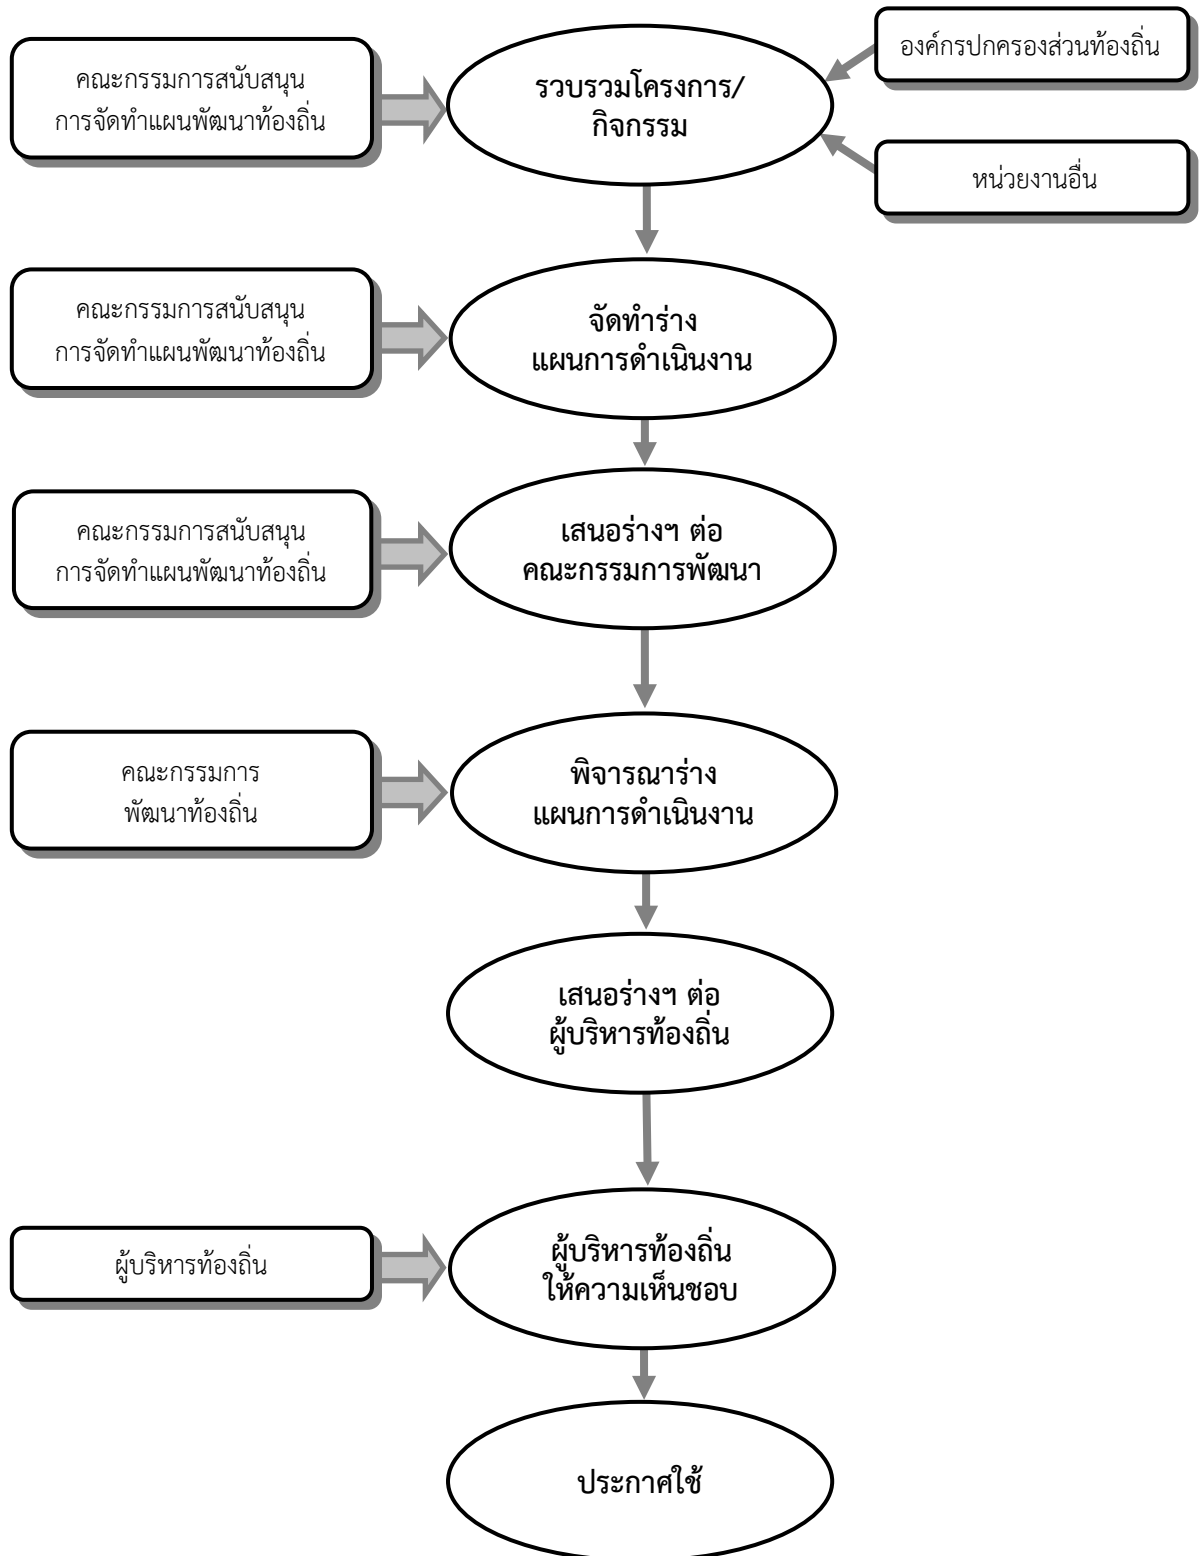 คณะกรรมการสนับสนุน
การจัดทำแผนพัฒนาท้องถิ่น
รวบรวมโครงการ/
กิจกรรม
องค์กรปกครองส่วนท้องถิ่น
หน่วยงานอื่น
คณะกรรมการสนับสนุน
การจัดทำแผนพัฒนาท้องถิ่น
จัดทำร่าง
แผนการดำเนินงาน
คณะกรรมการสนับสนุน
การจัดทำแผนพัฒนาท้องถิ่น
เสนอร่างฯ ต่อ
คณะกรรมการพัฒนา
คณะกรรมการ
พัฒนาท้องถิ่น
พิจารณาร่าง
แผนการดำเนินงาน
เสนอร่างฯ ต่อ
ผู้บริหารท้องถิ่น
ผู้บริหารท้องถิ่น
ผู้บริหารท้องถิ่น
ให้ความเห็นชอบ
ประกาศใช้